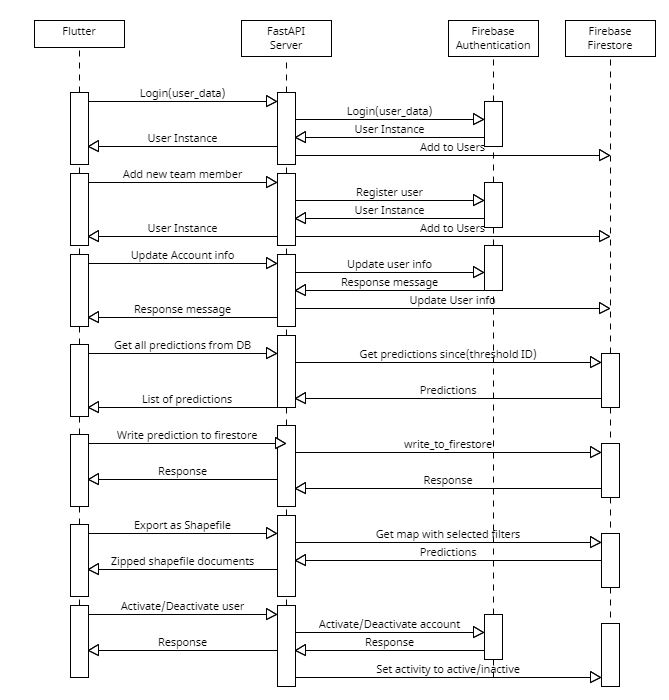 Flutter
FastAPI
Server
Firebase
Authentication
Firebase
Firestore
Login(user_data)
Login(user_data)
User Instance
User Instance
Add to Users
Add new team member
Register user
User Instance
User Instance
Add to Users
Update Account info
Update user info
Response message
Update User info
Response message
Get all predictions from DB
Get predictions since(threshold ID)
Predictions
List of predictions
Write prediction to firestore
write_to_firestore
Response
Response
Export as Shapefile
Get map with selected filters
Predictions
Zipped shapefile documents
Activate/Deactivate user
Activate/Deactivate account
Response
Response
Set activity to active/inactive